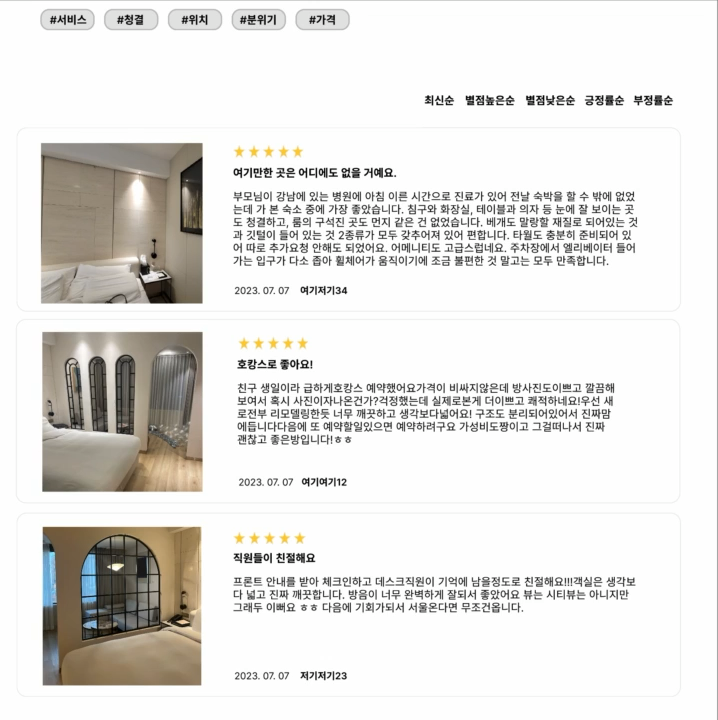 #서비스 #청결 #위치 #분위기 #가격
최신순 별점높은순 별점낮은순 긍정률순 부정률순
여기만한 곳은 어디에도 없을 거예요.
부모님이 강남에 있는 병원에 아침 이른 시간으로 진료가 있어 전날 숙박을 할 수 밖에 없었
는데 가 본 숙소 중에 가장 좋았습니다. 침구와 화장실, 테이블과 의자 등 눈에 잘 보이는 곳
도 청결하고, 룸의 구석진 곳도 먼지 같은 건 없었습니다. 베개도 말랑할 재질로 되어있는 것
과 깃털이 들어 있는 것 2종류가 모두 갖추어져 있어 편합니다. 타월도 충분히 준비되어 있
어 따로 추가요청 안해도 되었어요. 어메니티도 고급스럽네요. 주차장에서 엘리베이터 들어
가는 입구가 다소 좁아 휠체어가 움직이기에 조금 불편한 것 말고는 모두 만족합니다.
2023. 07. 07 여기저기34
호캉스로 좋아요!
친구 생일이라 급하게호캉스 예약했어요가격이 비싸지않은데 방사진도이쁘고 깔끔해
보여서 혹시 사진이자나온건가?걱정했는데 실제로본게 더이쁘고 쾌적하네요!우선 새
로전부 리모델링한듯 너무 깨끗하고 생각보다넓어요! 구조도 분리되어있어서 진짜맘
에듭니다다음에 또 예약할일있으면 예약하려구요 가성비도짱이고 그걸떠나서 진짜
괜찮고 좋은방입니다!ㅎㅎ
2023. 07. 07 여기여기12
직원들이 친절해요
프론트 안내를 받아 체크인하고 데스크직원이 기억에 남을정도로 친절해요!!!객실은 생각보
다 넓고 진짜 깨끗합니다. 방음이 너무 완벽하게 잘되서 좋았어요 뷰는 시티뷰는 아니지만
그래두 이뻐요 ㅎㅎ 다음에 기회가되서 서울온다면 무조건옵니다.
2023. 07. 07 저기저기23